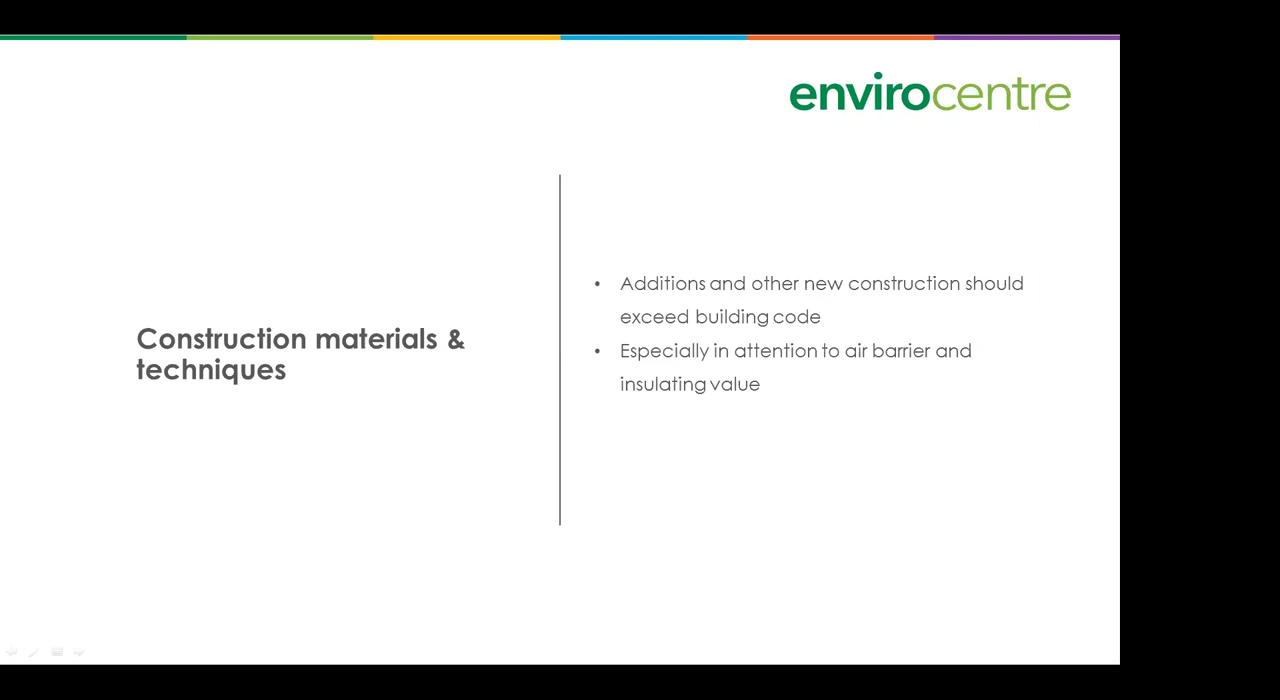 envirocentre
Construction materials &
techniques
• Additions and other new construction should
exceed building code
• Especially in attention to air barrier and
insulating value